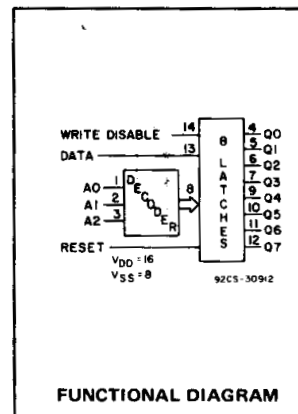 WRITE DISABLE 14
DATA 13
A0 1
A1 2
A2 3
DECODER
8
RESET
8 LATCHES
4 Q0
5 Q1
6 Q2
7 Q3
9 Q4
10 Q5
11 Q6
12 Q7
VDD = 16
VSS = 8
92CS-30912
FUNCTIONAL DIAGRAM